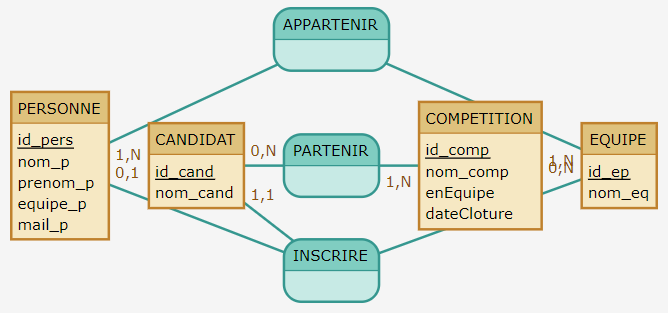 APPARTENIR
PERSONNE
id_pers
nom_p
prenom_p
equipe_p
mail_p
1,N
0,1
CANDIDAT
id_cand
nom_cand
0,N
1,1
PARTENIR
1,N
COMPETITION
id_comp
nom_comp
enEquipe
dateCloture
1,N
0,N
EQUIPE
id_ep
nom_eq
INSCRIRE